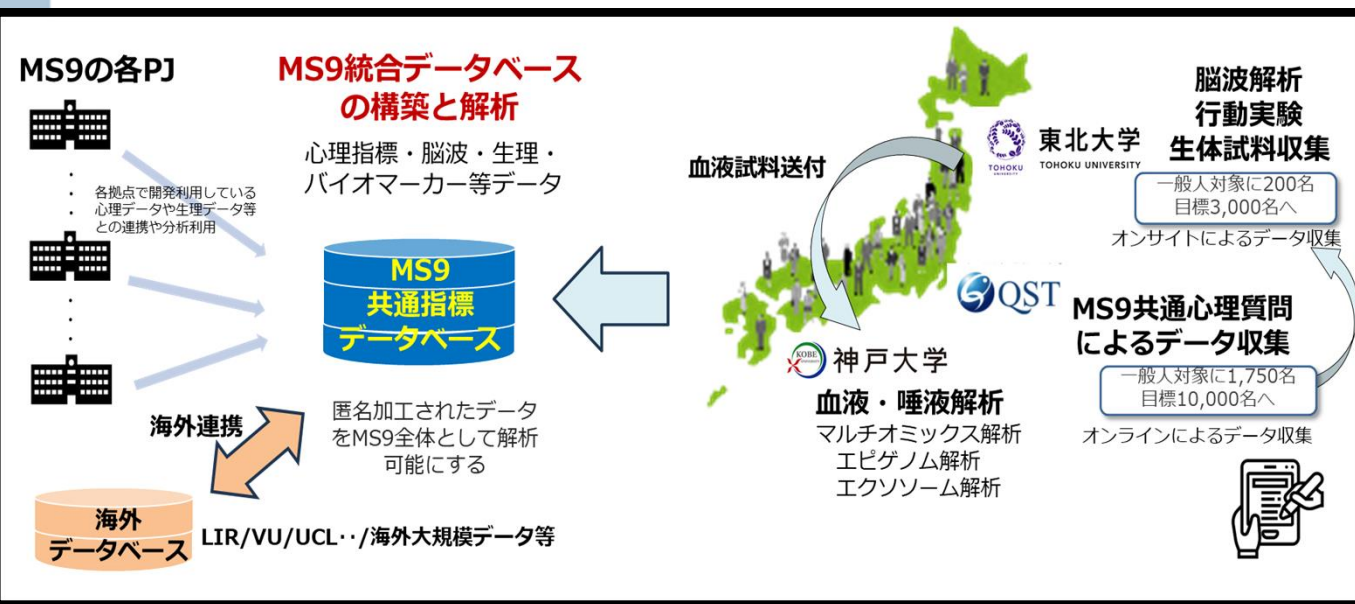 MS9の各PJ
各拠点で開発利用している
心理データや生理データ等
との連携や分析利用
MS9統合データベース
の構築と解析
心理指標・脳波・生理・
バイオマーカー等データ
MS9
共通指標
データベース
匿名加工されたデータ
をMS9全体として解析
可能にする
海外連携
海外
データベース
LIR/VU/UCL‥/海外大規模データ等
血液試料送付
TOHOKU
東北大学
TOHOKU UNIVERSITY
QST
KOBE
神戸大学
血液・唾液解析
マルチオミックス解析
エピゲノム解析
エクソソーム解析
脳波解析
行動実験
生体試料収集
一般人対象に200名
目標3,000名へ
オンサイトによるデータ収集
MS9共通心理質問
によるデータ収集
一般人対象に1,750名
目標10,000名へ
オンラインによるデータ収集